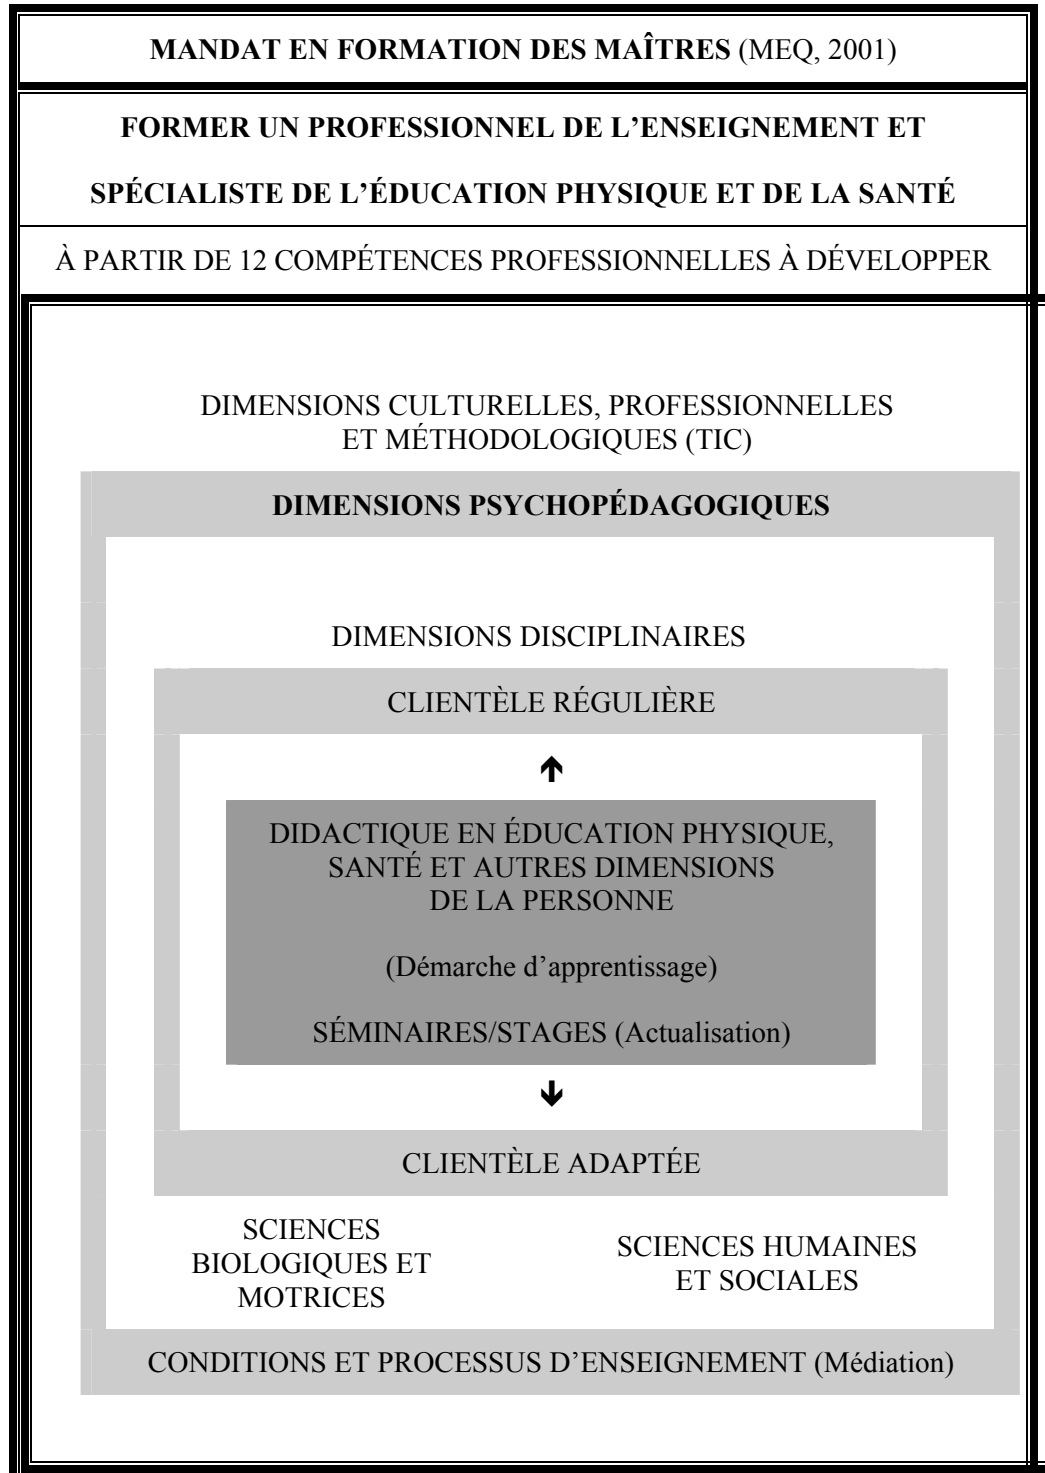 MANDAT EN FORMATION DES MAÎTRES (MEQ, 2001)
FORMER UN PROFESSIONNEL DE L’ENSEIGNEMENT ET
SPÉCIALISTE DE L’ÉDUCATION PHYSIQUE ET DE LA SANTÉ
À PARTIR DE 12 COMPÉTENCES PROFESSIONNELLES À DÉVELOPPER
DIMENSIONS CULTURELLES, PROFESSIONNELLES
ET MÉTHODOLOGIQUES (TIC)
DIMENSIONS PSYCHOPÉDAGOGIQUES
DIMENSIONS DISCIPLINAIRES
CLIENTÈLE RÉGULIÈRE
DIDACTIQUE EN ÉDUCATION PHYSIQUE,
SANTÉ ET AUTRES DIMENSIONS
DE LA PERSONNE
(Démarche d’apprentissage)
SÉMINAIRES/STAGES (Actualisation)
CLIENTÈLE ADAPTÉE
SCIENCES
BIOLOGIQUES ET
MOTRICES
SCIENCES HUMAINES
ET SOCIALES
CONDITIONS ET PROCESSUS D’ENSEIGNEMENT (Médiation)